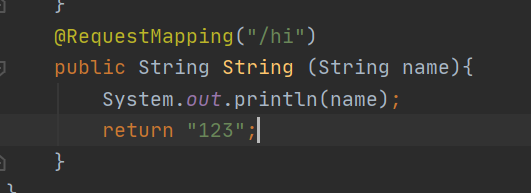 }
@RequestMapping("/hi")
public String String (String name){
System.out.println(name);
return "123";
}
}